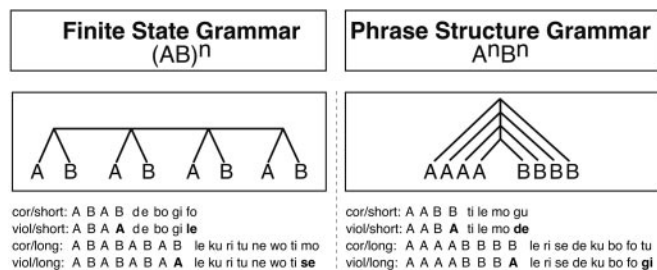 Finite State Grammar
(AB)ⁿ
A B A B A B A B
cor/short: A B A B de bo gi fo
viol/short: A B A A de bo gi le
cor/long: A B A B A B A B le ku ri tu ne wo ti mo
viol/long: A B A B A B A A le ku ri tu ne wo ti se
Phrase Structure Grammar
AⁿBⁿ
AAAA BBBB
cor/short: A A B B ti le mo gu
viol/short: A A B A ti le mo de
cor/long: A A A A B B B B le ri se de ku bo fo tu
viol/long: A A A A B B B A le ri se de ku bo fo gi